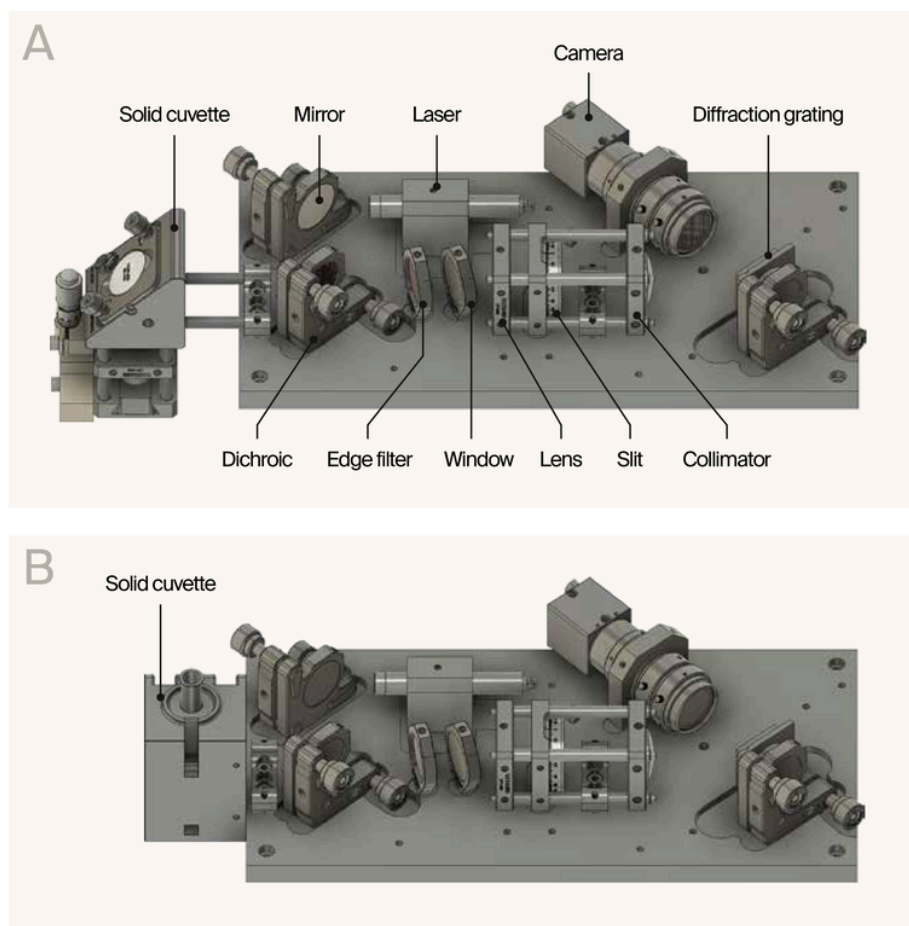 A
Camera
Solid cuvette
Mirror
Laser
Diffraction grating
Dichroic
Edge filter
Window
Lens
Slit
Collimator
B
Solid cuvette